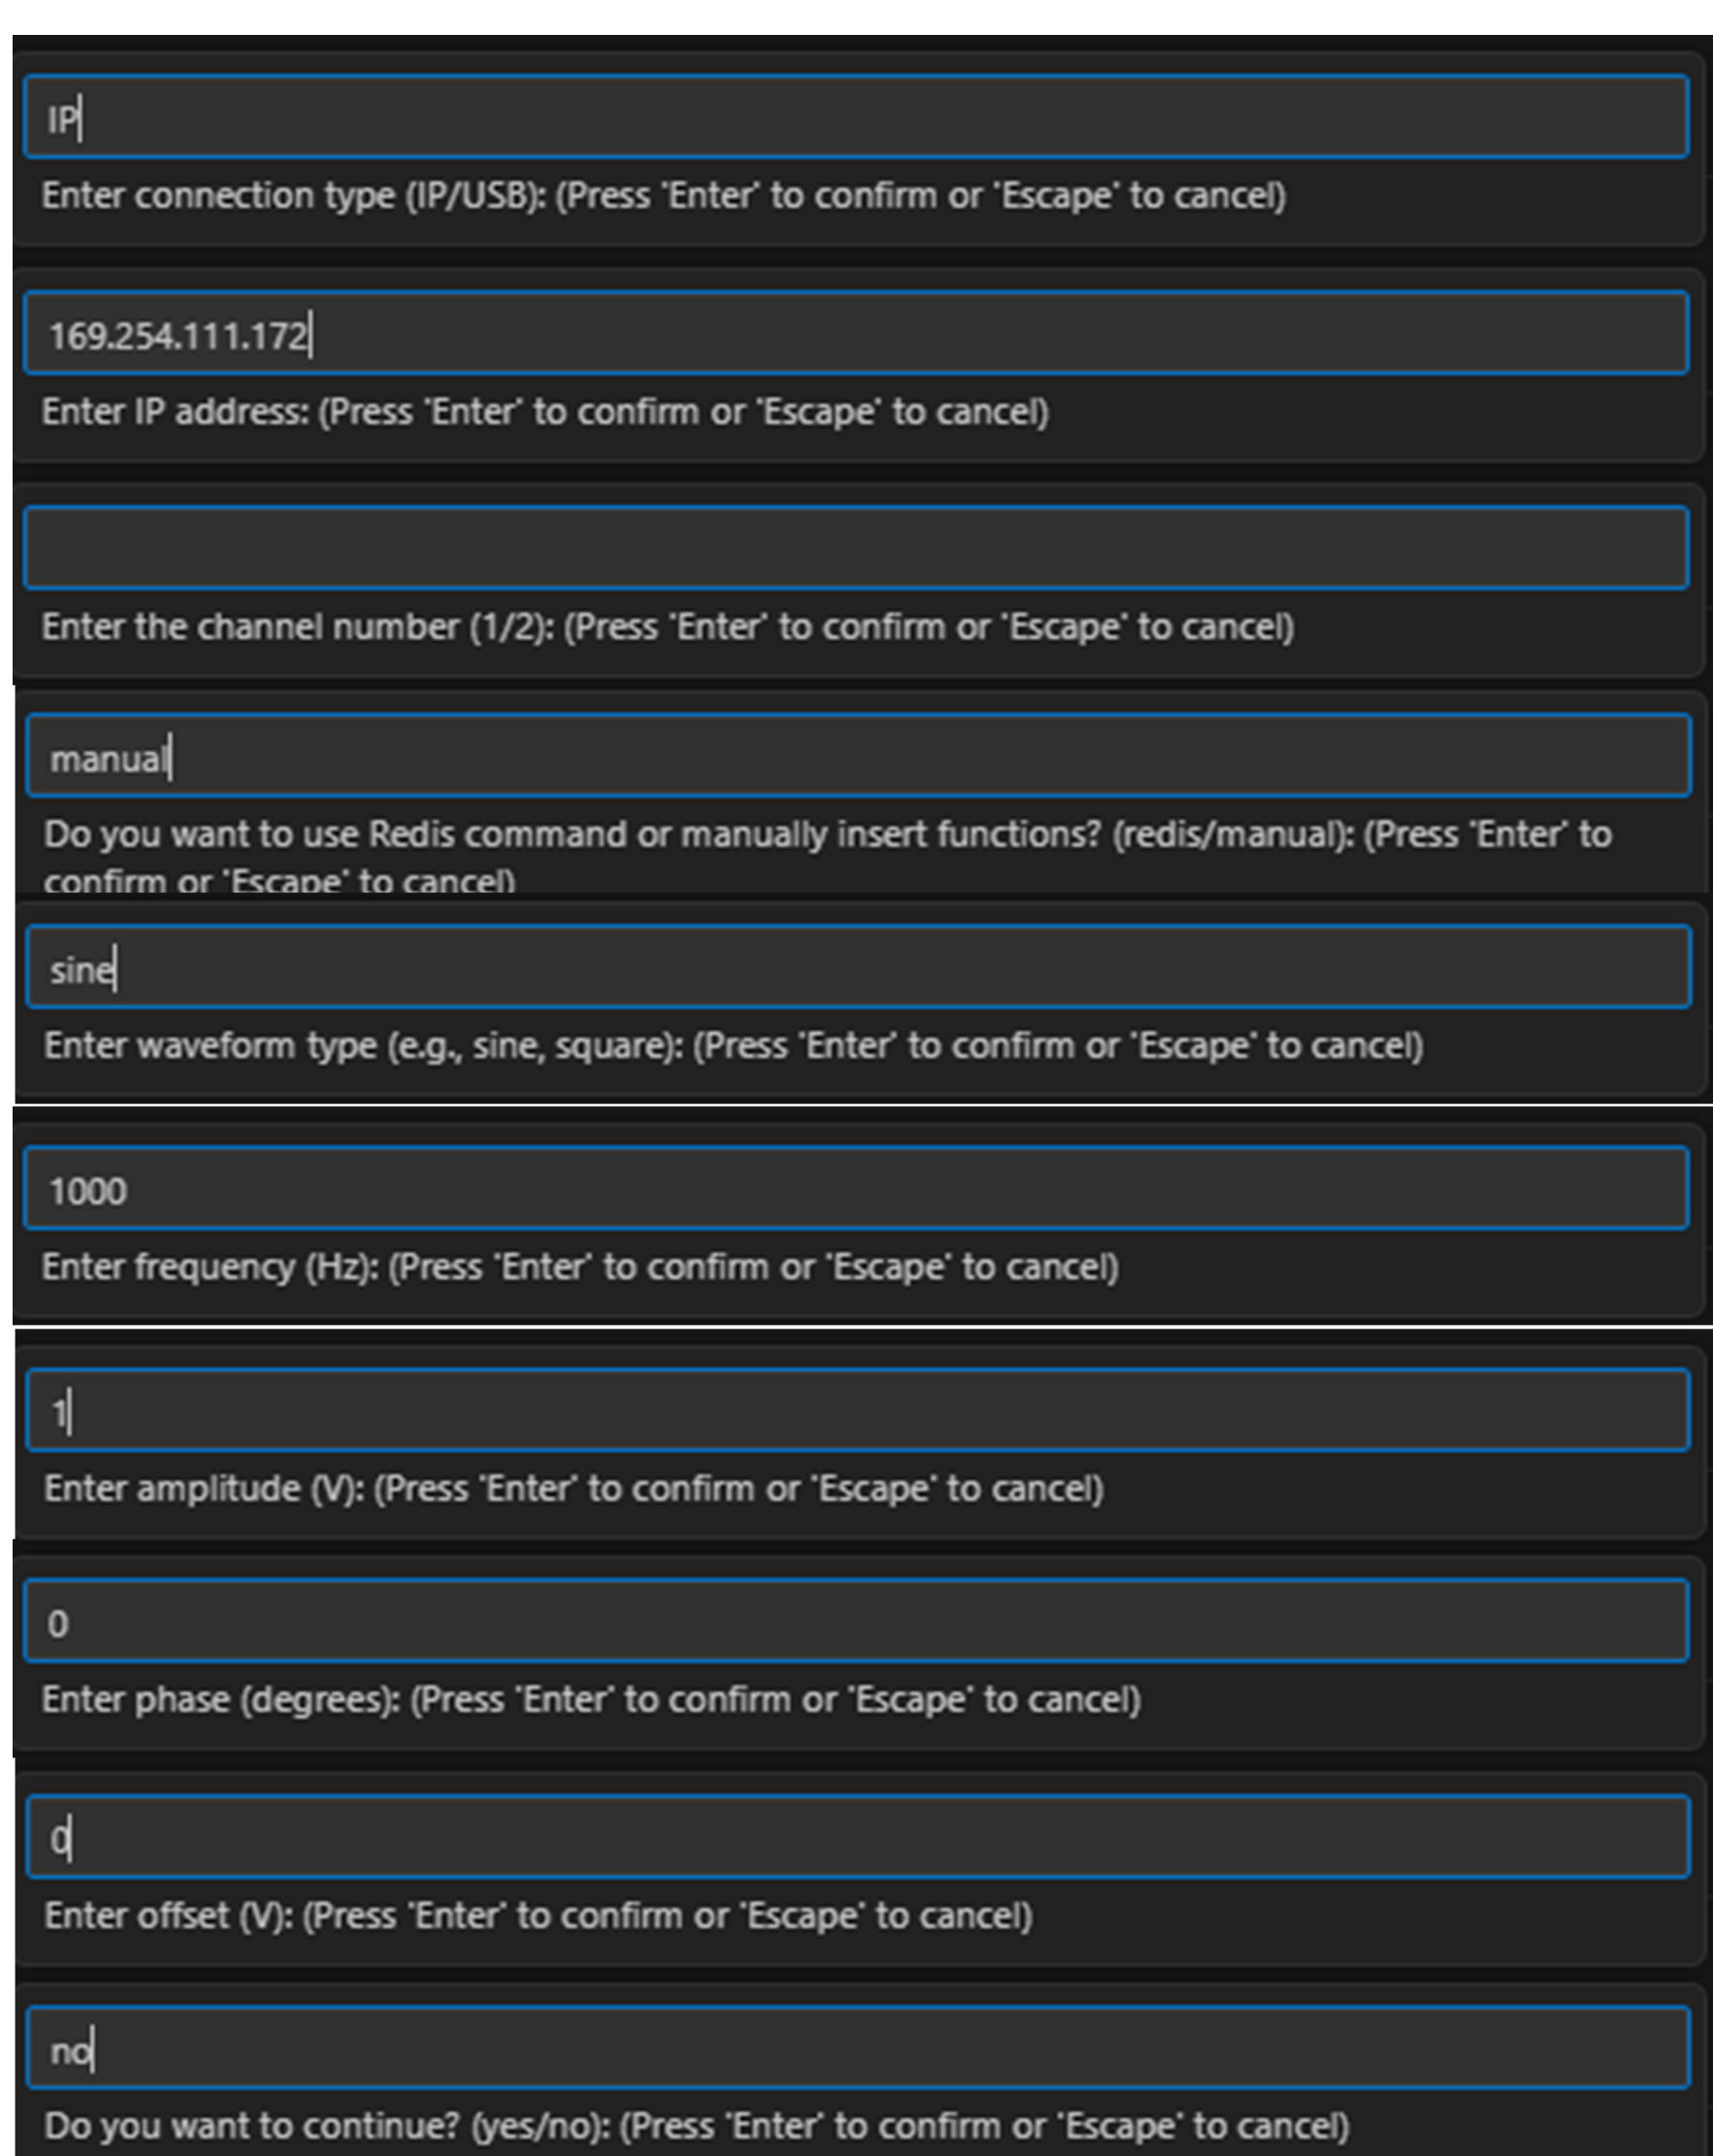 IP
Enter connection type (IP/USB): (Press 'Enter' to confirm or 'Escape' to cancel)
169.254.111.172
Enter IP address: (Press 'Enter' to confirm or 'Escape' to cancel)
Enter the channel number (1/2): (Press 'Enter' to confirm or 'Escape' to cancel)
manual
Do you want to use Redis command or manually insert functions? (redis/manual): (Press 'Enter' to
confirm or 'Escape' to cancel)
sine
Enter waveform type (e.g., sine, square): (Press 'Enter' to confirm or 'Escape' to cancel)
1000
Enter frequency (Hz): (Press 'Enter' to confirm or 'Escape' to cancel)
1
Enter amplitude (V): (Press 'Enter' to confirm or 'Escape' to cancel)
0
Enter phase (degrees): (Press 'Enter' to confirm or 'Escape' to cancel)
0
Enter offset (V): (Press 'Enter' to confirm or 'Escape' to cancel)
no
Do you want to continue? (yes/no): (Press 'Enter' to confirm or 'Escape' to cancel)